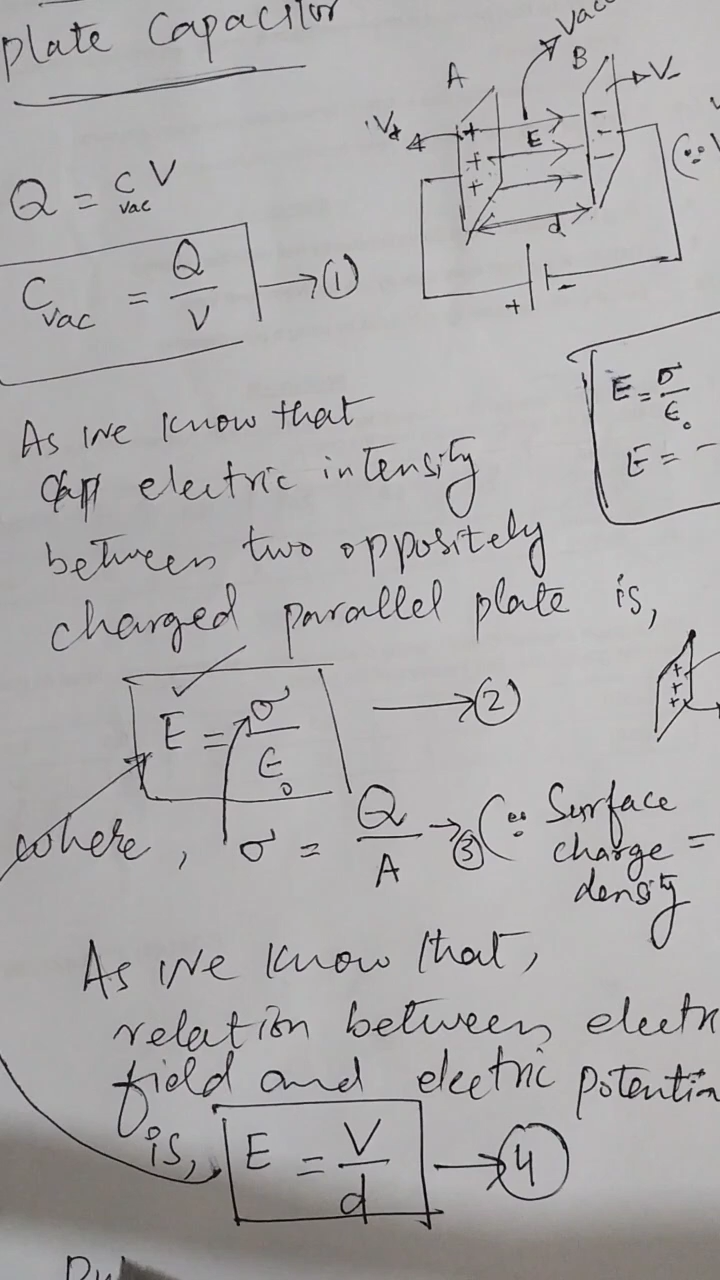 plate Capacitor
A
B
E
d
+
-
Q = C_vac V
C_vac = Q/V → ①
E = σ/ε₀
E = -
As we know that
electric intensity
between two oppositely
charged parallel plate is,
E = σ/ε₀ → ②
where, σ = Q/A → ③ (∵ Surface
charge =
density
As we know that,
relation between
field and electric
is, E = V/d → ④